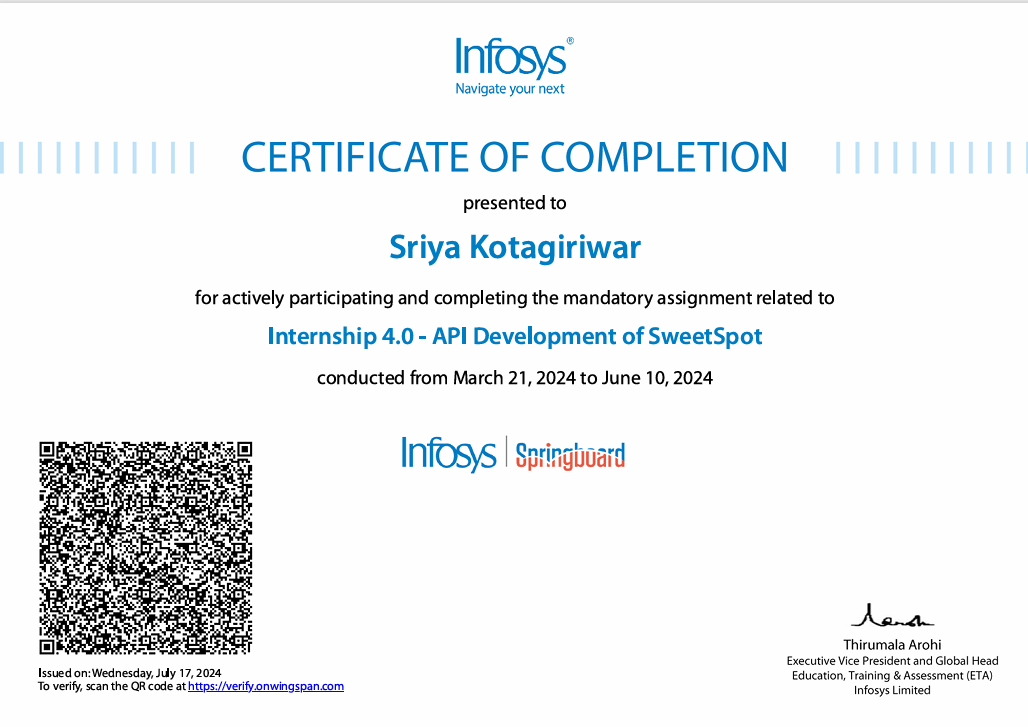 Infosys®
Navigate your next
CERTIFICATE OF COMPLETION
presented to
Sriya Kotagiriwar
for actively participating and completing the mandatory assignment related to
Internship 4.0 - API Development of SweetSpot
conducted from March 21, 2024 to June 10, 2024
Infosys | Springboard
Issued on: Wednesday, July 17, 2024
To verify, scan the QR code at https://verify.onwingspan.com
Thirumala Arohi
Executive Vice President and Global Head
Education, Training & Assessment (ETA)
Infosys Limited